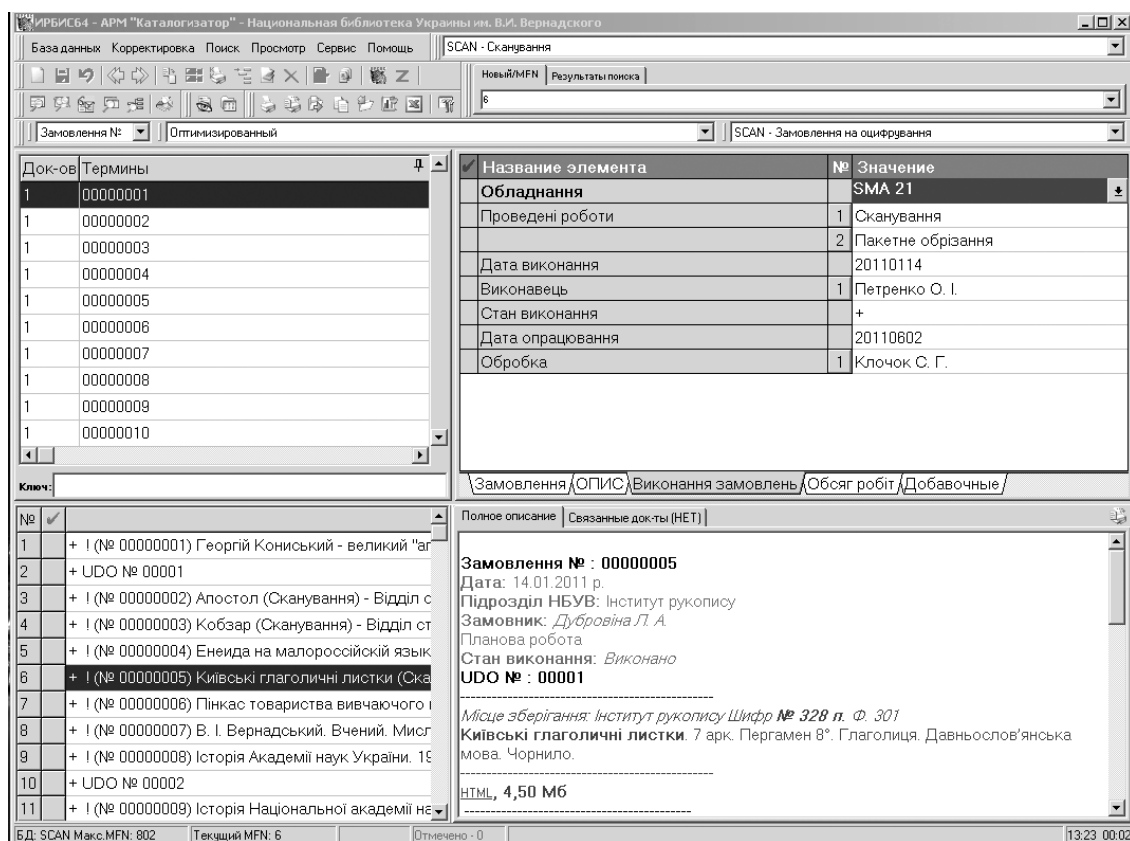 ИРБИС64 - АРМ "Каталогизатор" - Национальная библиотека Украины им. В.И. Вернадского
База данных Корректировка Поиск Просмотр Сервис Помощь
SCAN - Сканування
Новый/MFN Результаты поиска
6
Замовлення № Оптимизированный SCAN - Замовлення на оцифрування
Док-ов Термины
1 00000001
1 00000002
1 00000003
1 00000004
1 00000005
1 00000006
1 00000007
1 00000008
1 00000009
1 00000010
Ключ:
Название элемента № Значение
Обладнання SMA 21
Проведені роботи 1 Сканування
2 Пакетне обрізання
Дата виконання 20110114
Виконавець 1 Петренко О. І.
Стан виконання +
Дата опрацювання 20110602
Обробка 1 Клочок С. Г.
Замовлення ОПИС Виконання замовлень Обсяг робіт Добавочные
№
1 + ! (№ 00000001) Георгій Кониський - великий "аг
2 + UDO № 00001
3 + ! (№ 00000002) Апостол (Сканування) - Відділ с
4 + ! (№ 00000003) Кобзар (Сканування) - Відділ ст
5 + ! (№ 00000004) Енеида на малороссійскій язык
6 + ! (№ 00000005) Київські глаголичні листки (Ска
7 + ! (№ 00000006) Пінкас товариства вивчаючого
8 + ! (№ 00000007) В. І. Вернадський. Вчений. Мисл
9 + ! (№ 00000008) Історія Академії наук України. 19
10 + UDO № 00002
11 + ! (№ 00000009) Історія Національної академії на
Полное описание Связанные док-ты (НЕТ)
Замовлення № : 00000005
Дата: 14.01.2011 р.
Підрозділ НБУВ: Інститут рукопису
Замовник: Дубровіна Л. А.
Планова робота
Стан виконання: Виконано
UDO № : 00001
Місце зберігання: Інститут рукопису Шифр № 328 п. Ф. 301
Київські глаголичні листки. 7 арк. Пергамен 8°. Глаголиця. Давньослов'янська
мова. Чорнило.
HTML, 4,50 Мб
БД: SCAN Макс.MFN: 802 Текущий MFN: 6 Отмечено - 0 13:23 00:02